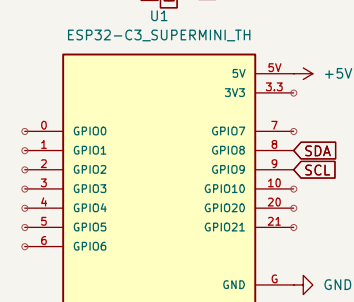 U1
ESP32-C3_SUPERMINI_TH
5V 5V +5V
3V3 3.3
0 GPIO0 GPIO7 7
1 GPIO1 GPIO8 8 SDA
2 GPIO2 GPIO9 9 SCL
3 GPIO3 GPIO10 10
4 GPIO4 GPIO20 20
5 GPIO5 GPIO21 21
6 GPIO6
GND G GND